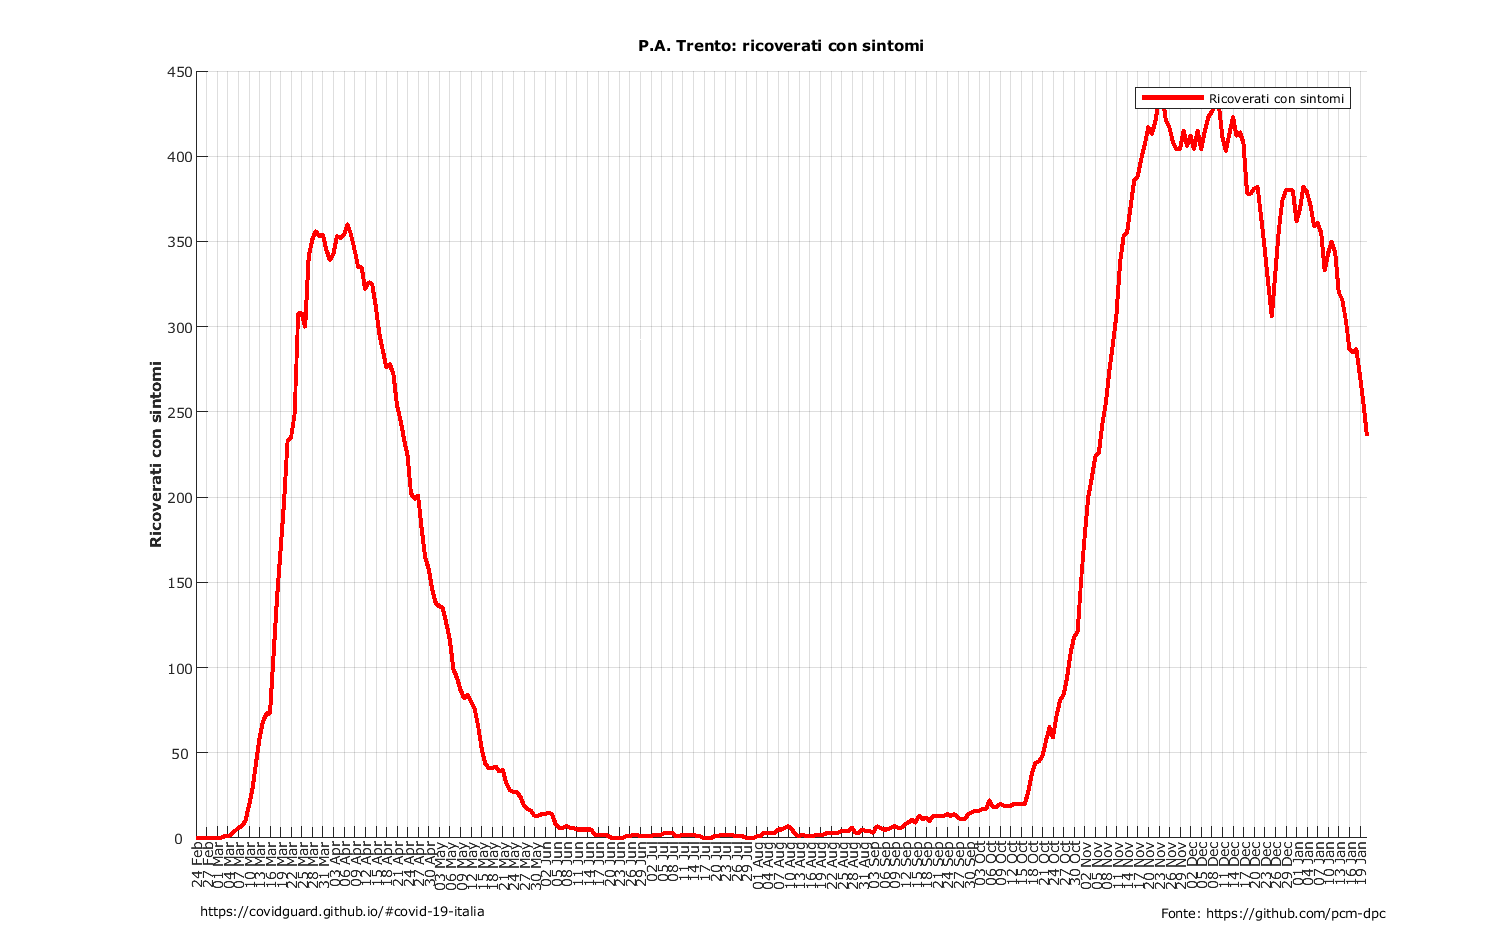 P.A. Trento: ricoverati con sintomi
Ricoverati con sintomi
450
400
350
300
250
200
150
100
50
0
Ricoverati con sintomi
24 Feb
27 Feb
01 Mar
04 Mar
07 Mar
10 Mar
13 Mar
16 Mar
19 Mar
22 Mar
25 Mar
28 Mar
31 Mar
03 Apr
06 Apr
09 Apr
12 Apr
15 Apr
18 Apr
21 Apr
24 Apr
27 Apr
30 Apr
03 May
06 May
09 May
12 May
15 May
18 May
21 May
24 May
27 May
30 May
02 Jun
05 Jun
08 Jun
11 Jun
14 Jun
17 Jun
20 Jun
23 Jun
26 Jun
29 Jun
02 Jul
05 Jul
08 Jul
11 Jul
14 Jul
17 Jul
20 Jul
23 Jul
26 Jul
29 Jul
01 Aug
04 Aug
07 Aug
10 Aug
13 Aug
16 Aug
19 Aug
22 Aug
25 Aug
28 Aug
31 Aug
03 Sep
06 Sep
09 Sep
12 Sep
15 Sep
18 Sep
21 Sep
24 Sep
27 Sep
30 Sep
03 Oct
06 Oct
09 Oct
12 Oct
15 Oct
18 Oct
21 Oct
24 Oct
27 Oct
30 Oct
02 Nov
05 Nov
08 Nov
11 Nov
14 Nov
17 Nov
20 Nov
23 Nov
26 Nov
29 Nov
02 Dec
05 Dec
08 Dec
11 Dec
14 Dec
17 Dec
20 Dec
23 Dec
26 Dec
29 Dec
01 Jan
04 Jan
07 Jan
10 Jan
13 Jan
16 Jan
19 Jan
https://covidguard.github.io/#covid-19-italia
Fonte: https://github.com/pcm-dpc